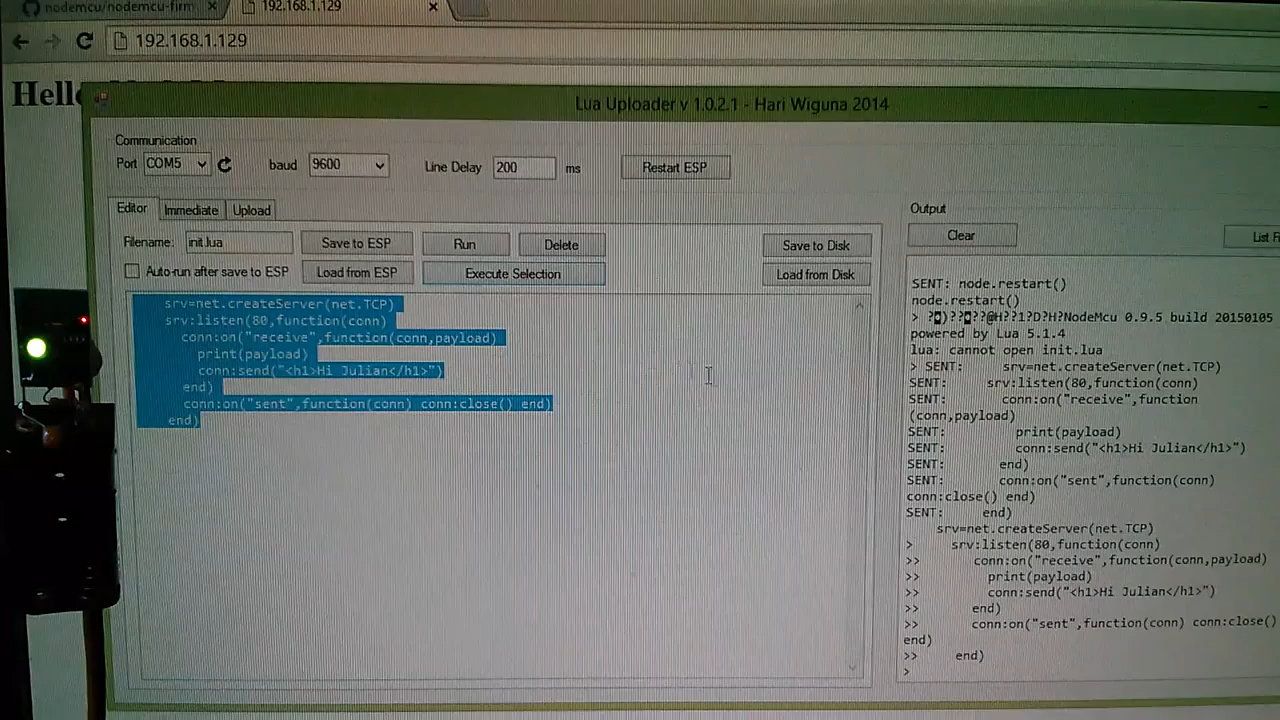 nodemcu/nodemcu-firm
192.168.1.129
192.168.1.129
Lua Uploader v 1.0.2.1 - Hari Wiguna 2014
Communication
Port COM5 baud 9600 Line Delay 200 ms Restart ESP
Editor Immediate Upload
Filename: init.lua Save to ESP Run Delete Save to Disk
Auto-run after save to ESP Load from ESP Execute Selection Load from Disk
srv=net.createServer(net.TCP)
srv:listen(80,function(conn)
conn:on("receive",function(conn,payload)
print(payload)
conn:send("<h1>Hi Julian</h1>")
end)
conn:on("sent",function(conn) conn:close() end)
end)
Output
Clear List
SENT: node.restart()
node.restart()
NodeMcu 0.9.5 build 20150105
powered by Lua 5.1.4
lua: cannot open init.lua
> SENT: srv=net.createServer(net.TCP)
SENT: srv:listen(80,function(conn)
SENT: conn:on("receive",function
(conn,payload)
SENT: print(payload)
SENT: conn:send("<h1>Hi Julian</h1>")
SENT: end)
SENT: conn:on("sent",function(conn)
conn:close() end)
SENT: end)
srv=net.createServer(net.TCP)
> srv:listen(80,function(conn)
>> conn:on("receive",function(conn,payload)
>> print(payload)
>> conn:send("<h1>Hi Julian</h1>")
>> end)
>> conn:on("sent",function(conn) conn:close()
end)
>> end)
>